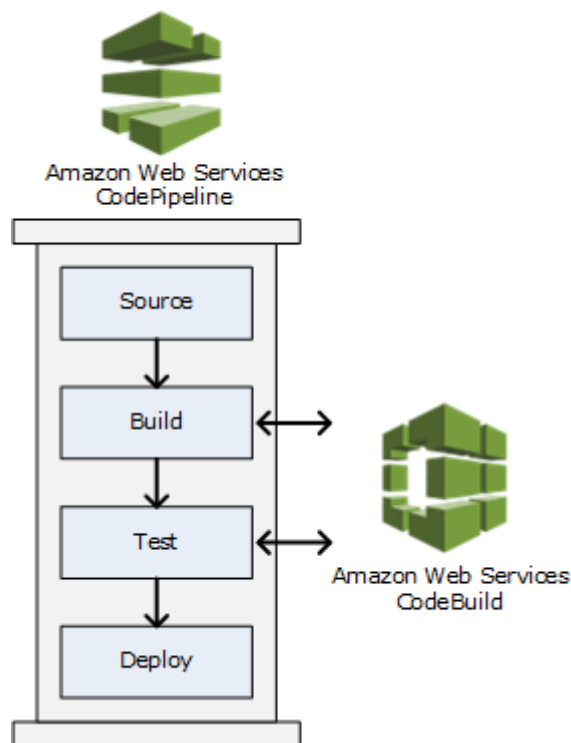 Amazon Web Services
CodePipeline
Source
Build
Test
Amazon Web Services
CodeBuild
Deploy